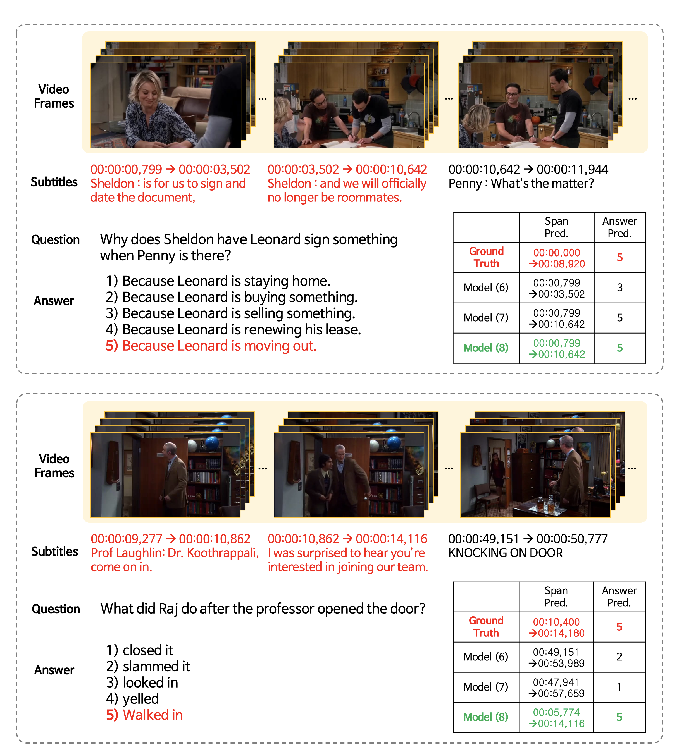 Video
Frames
...
...
...
Subtitles
00:00:00,799 → 00:00:03,502
Sheldon : is for us to sign and
date the document,
00:00:03,502 → 00:00:10,642
Sheldon : and we will officially
no longer be roommates.
00:00:10,642 → 00:00:11,944
Penny : What's the matter?
Question
Why does Sheldon have Leonard sign something
when Penny is there?
Answer
1) Because Leonard is staying home.
2) Because Leonard is buying something.
3) Because Leonard is selling something.
4) Because Leonard is renewing his lease.
5) Because Leonard is moving out.
Span
Pred.
Answer
Pred.
Ground
Truth
00:00,000
→00:08,920
5
Model (6)
00:00,799
→00:03,502
3
Model (7)
00:00,799
→00:10,642
5
Model (8)
00:00,799
→00:10,642
5
Video
Frames
...
...
...
Subtitles
00:00:09,277 → 00:00:10,862
Prof Laughlin: Dr. Koothrappali,
come on in.
00:00:10,862 → 00:00:14,116
I was surprised to hear you're
interested in joining our team.
00:00:49,151 → 00:00:50,777
KNOCKING ON DOOR
Question
What did Raj do after the professor opened the door?
Answer
1) closed it
2) slammed it
3) looked in
4) yelled
5) Walked in
Span
Pred.
Answer
Pred.
Ground
Truth
00:10,400
→00:14,180
5
Model (6)
00:49,151
→00:53,989
2
Model (7)
00:47,941
→00:57,659
1
Model (8)
00:05,774
→00:14,116
5